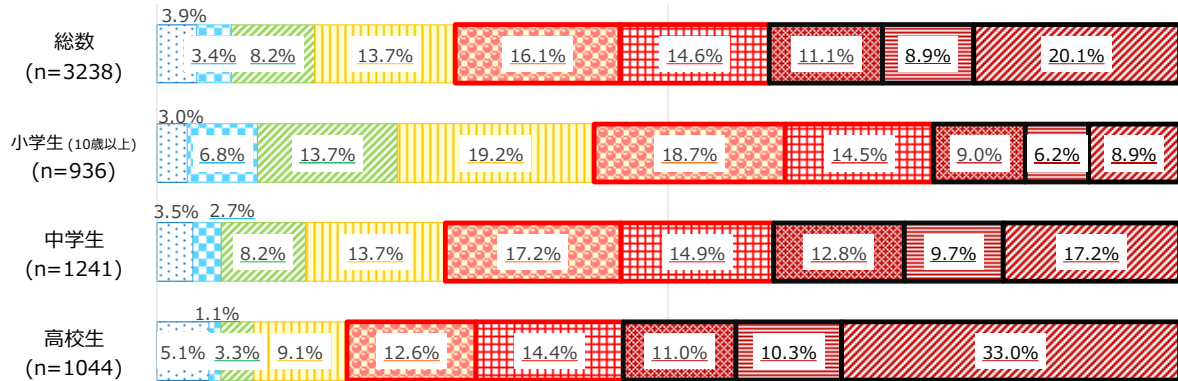 3.9%
総数
(n=3238)
3.4% 8.2% 13.7% 16.1% 14.6% 11.1% 8.9% 20.1%
3.0%
小学生 (10歳以上)
(n=936)
6.8% 13.7% 19.2% 18.7% 14.5% 9.0% 6.2% 8.9%
3.5% 2.7%
中学生
(n=1241)
8.2% 13.7% 17.2% 14.9% 12.8% 9.7% 17.2%
1.1%
高校生
(n=1044)
5.1% 3.3% 9.1% 12.6% 14.4% 11.0% 10.3% 33.0%